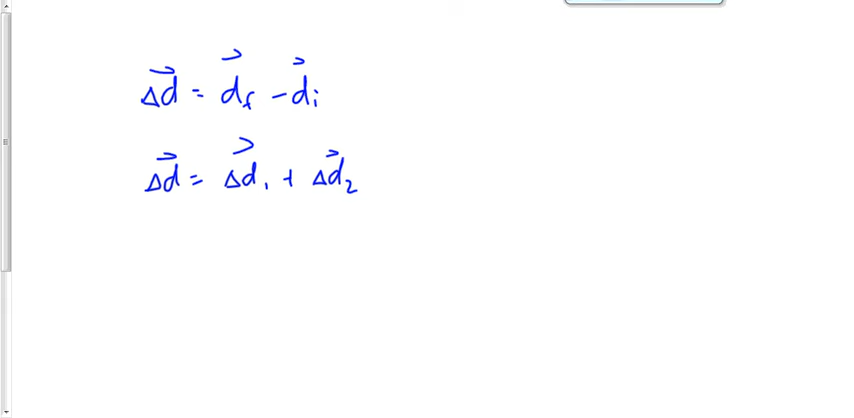 Δd⃗ = d⃗f - d⃗i
Δd⃗ = Δd⃗1 + Δd⃗2